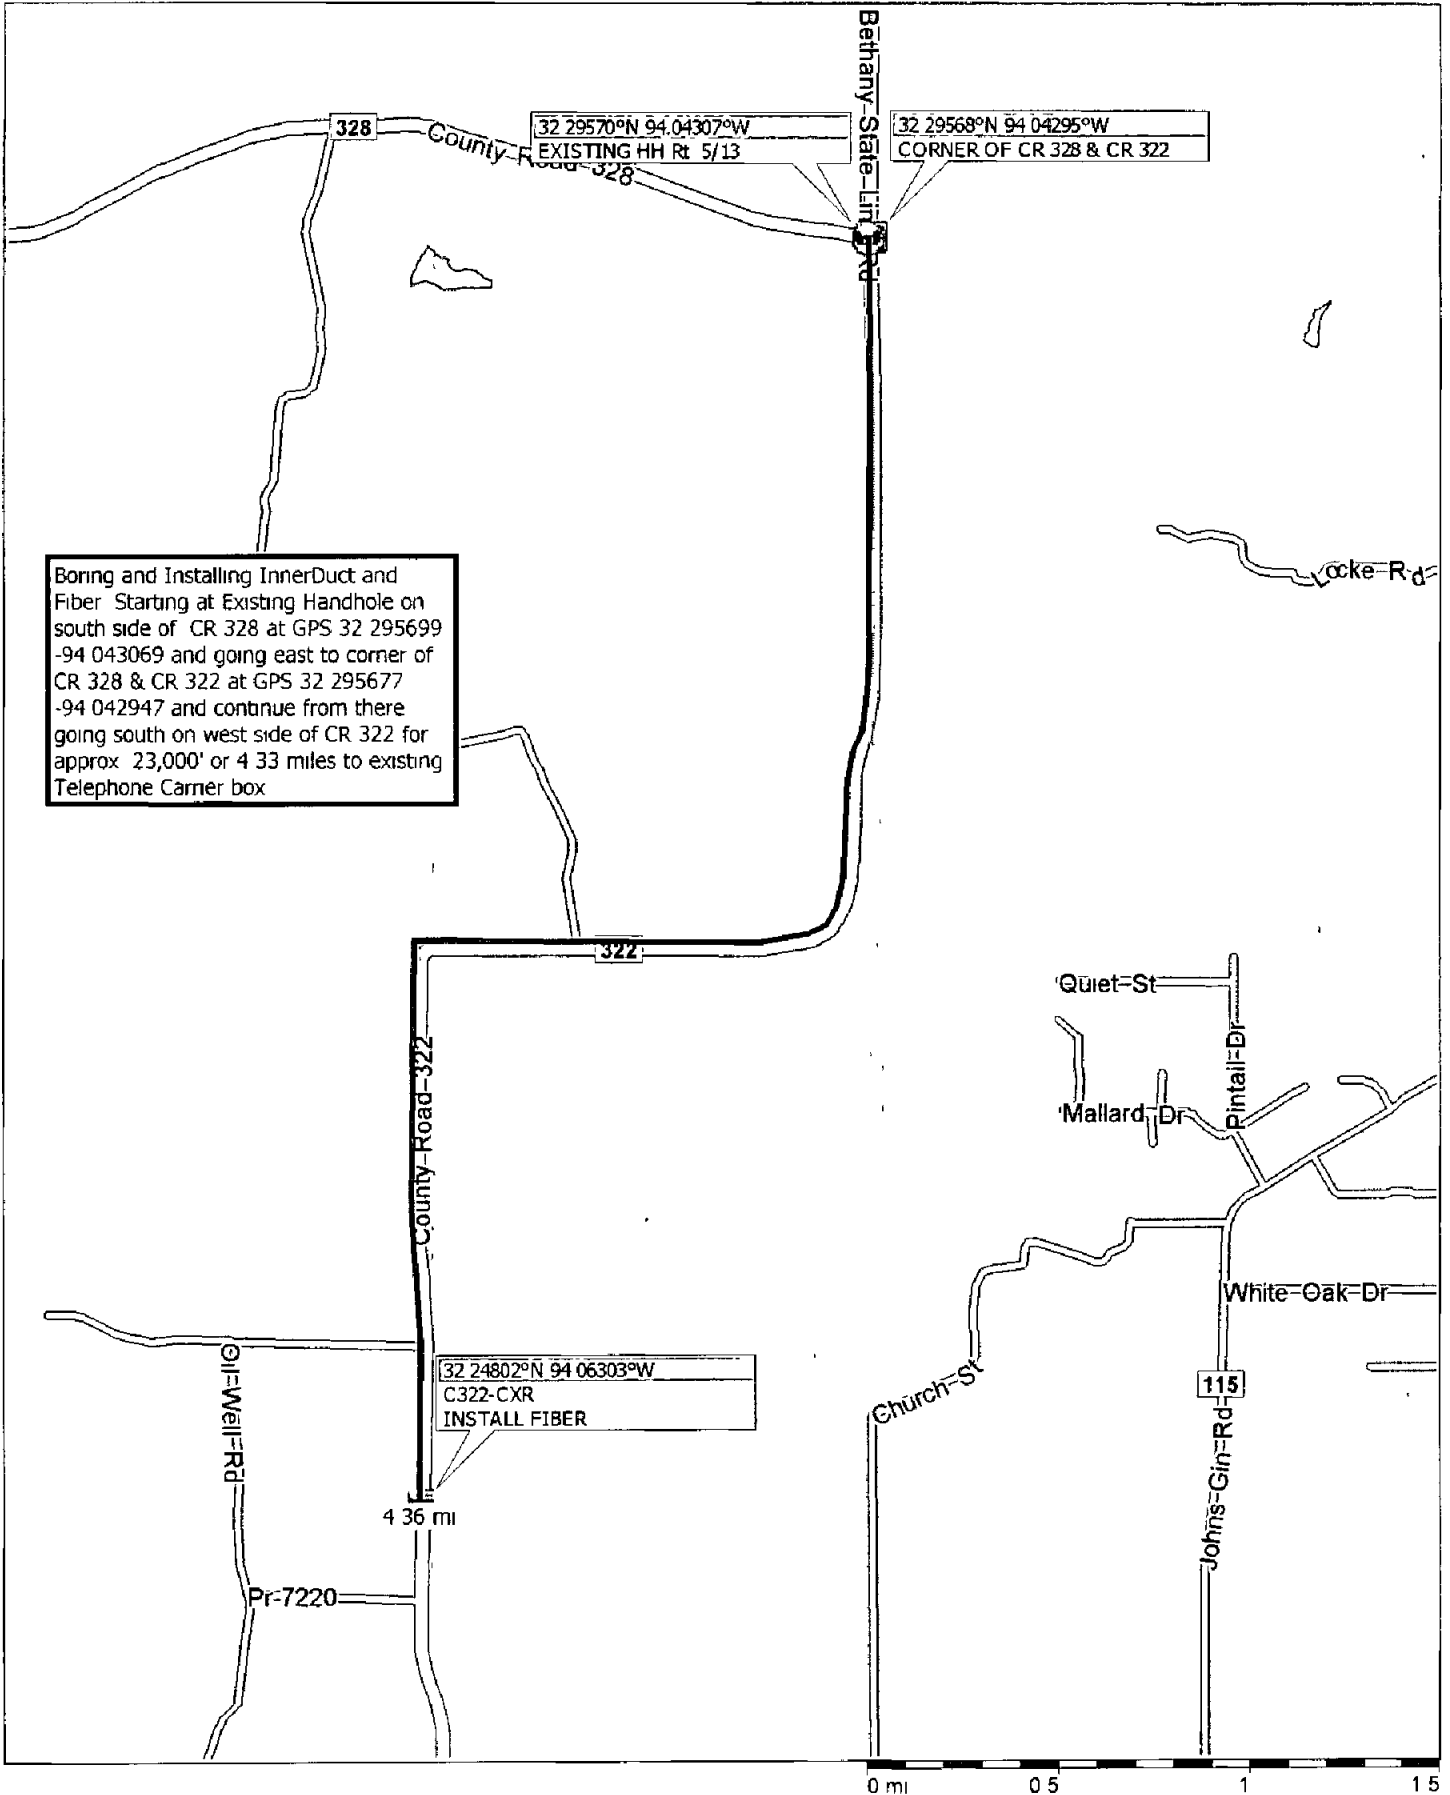 Bethany-State-Lin Rd
328
County-Road-328
32 29570°N 94.04307°W
EXISTING HH Rt 5/13
32 29568°N 94 04295°W
CORNER OF CR 328 & CR 322
Locke-Rd
Boring and Installing InnerDuct and
Fiber Starting at Existing Handhole on
south side of CR 328 at GPS 32 295699
-94 043069 and going east to corner of
CR 328 & CR 322 at GPS 32 295677
-94 042947 and continue from there
going south on west side of CR 322 for
approx 23,000' or 4 33 miles to existing
Telephone Carrier box
322
Quiet-St
Pintail-Dr
County-Road-322
Mallard Dr
White-Oak-Dr
Oil-Well-Rd
32 24802°N 94 06303°W
C322-CXR
INSTALL FIBER
Church-St
115
Johns-Gin-Rd
4 36 mi
Pr-7220
0 mi 0 5 1 1 5